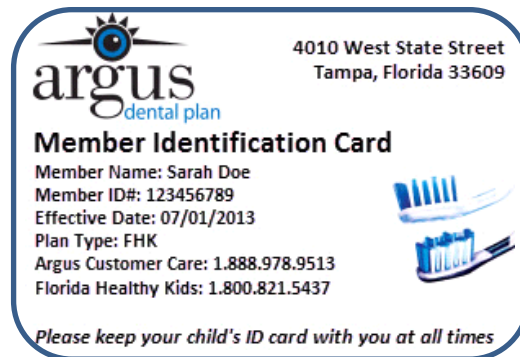 argus
dental plan
4010 West State Street
Tampa, Florida 33609
Member Identification Card
Member Name: Sarah Doe
Member ID#: 123456789
Effective Date: 07/01/2013
Plan Type: FHK
Argus Customer Care: 1.888.978.9513
Florida Healthy Kids: 1.800.821.5437
Please keep your child's ID card with you at all times